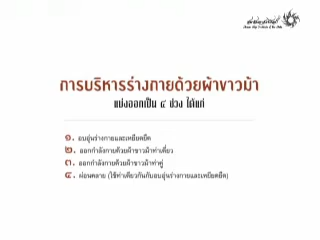 การบริหารร่างกายด้วยผ้าขาวม้า
แบ่งออกเป็น ๔ ช่วง ได้แก่
๑. อบอุ่นร่างกายและเหยียดยืด
๒. ออกกำลังกายด้วยผ้าขาวม้าท่าเดี่ยว
๓. ออกกำลังกายด้วยผ้าขาวม้าท่าคู่
๔. ผ่อนคลาย (ใช้ท่าเดียวกันกับอบอุ่นร่างกายและเหยียดยืด)